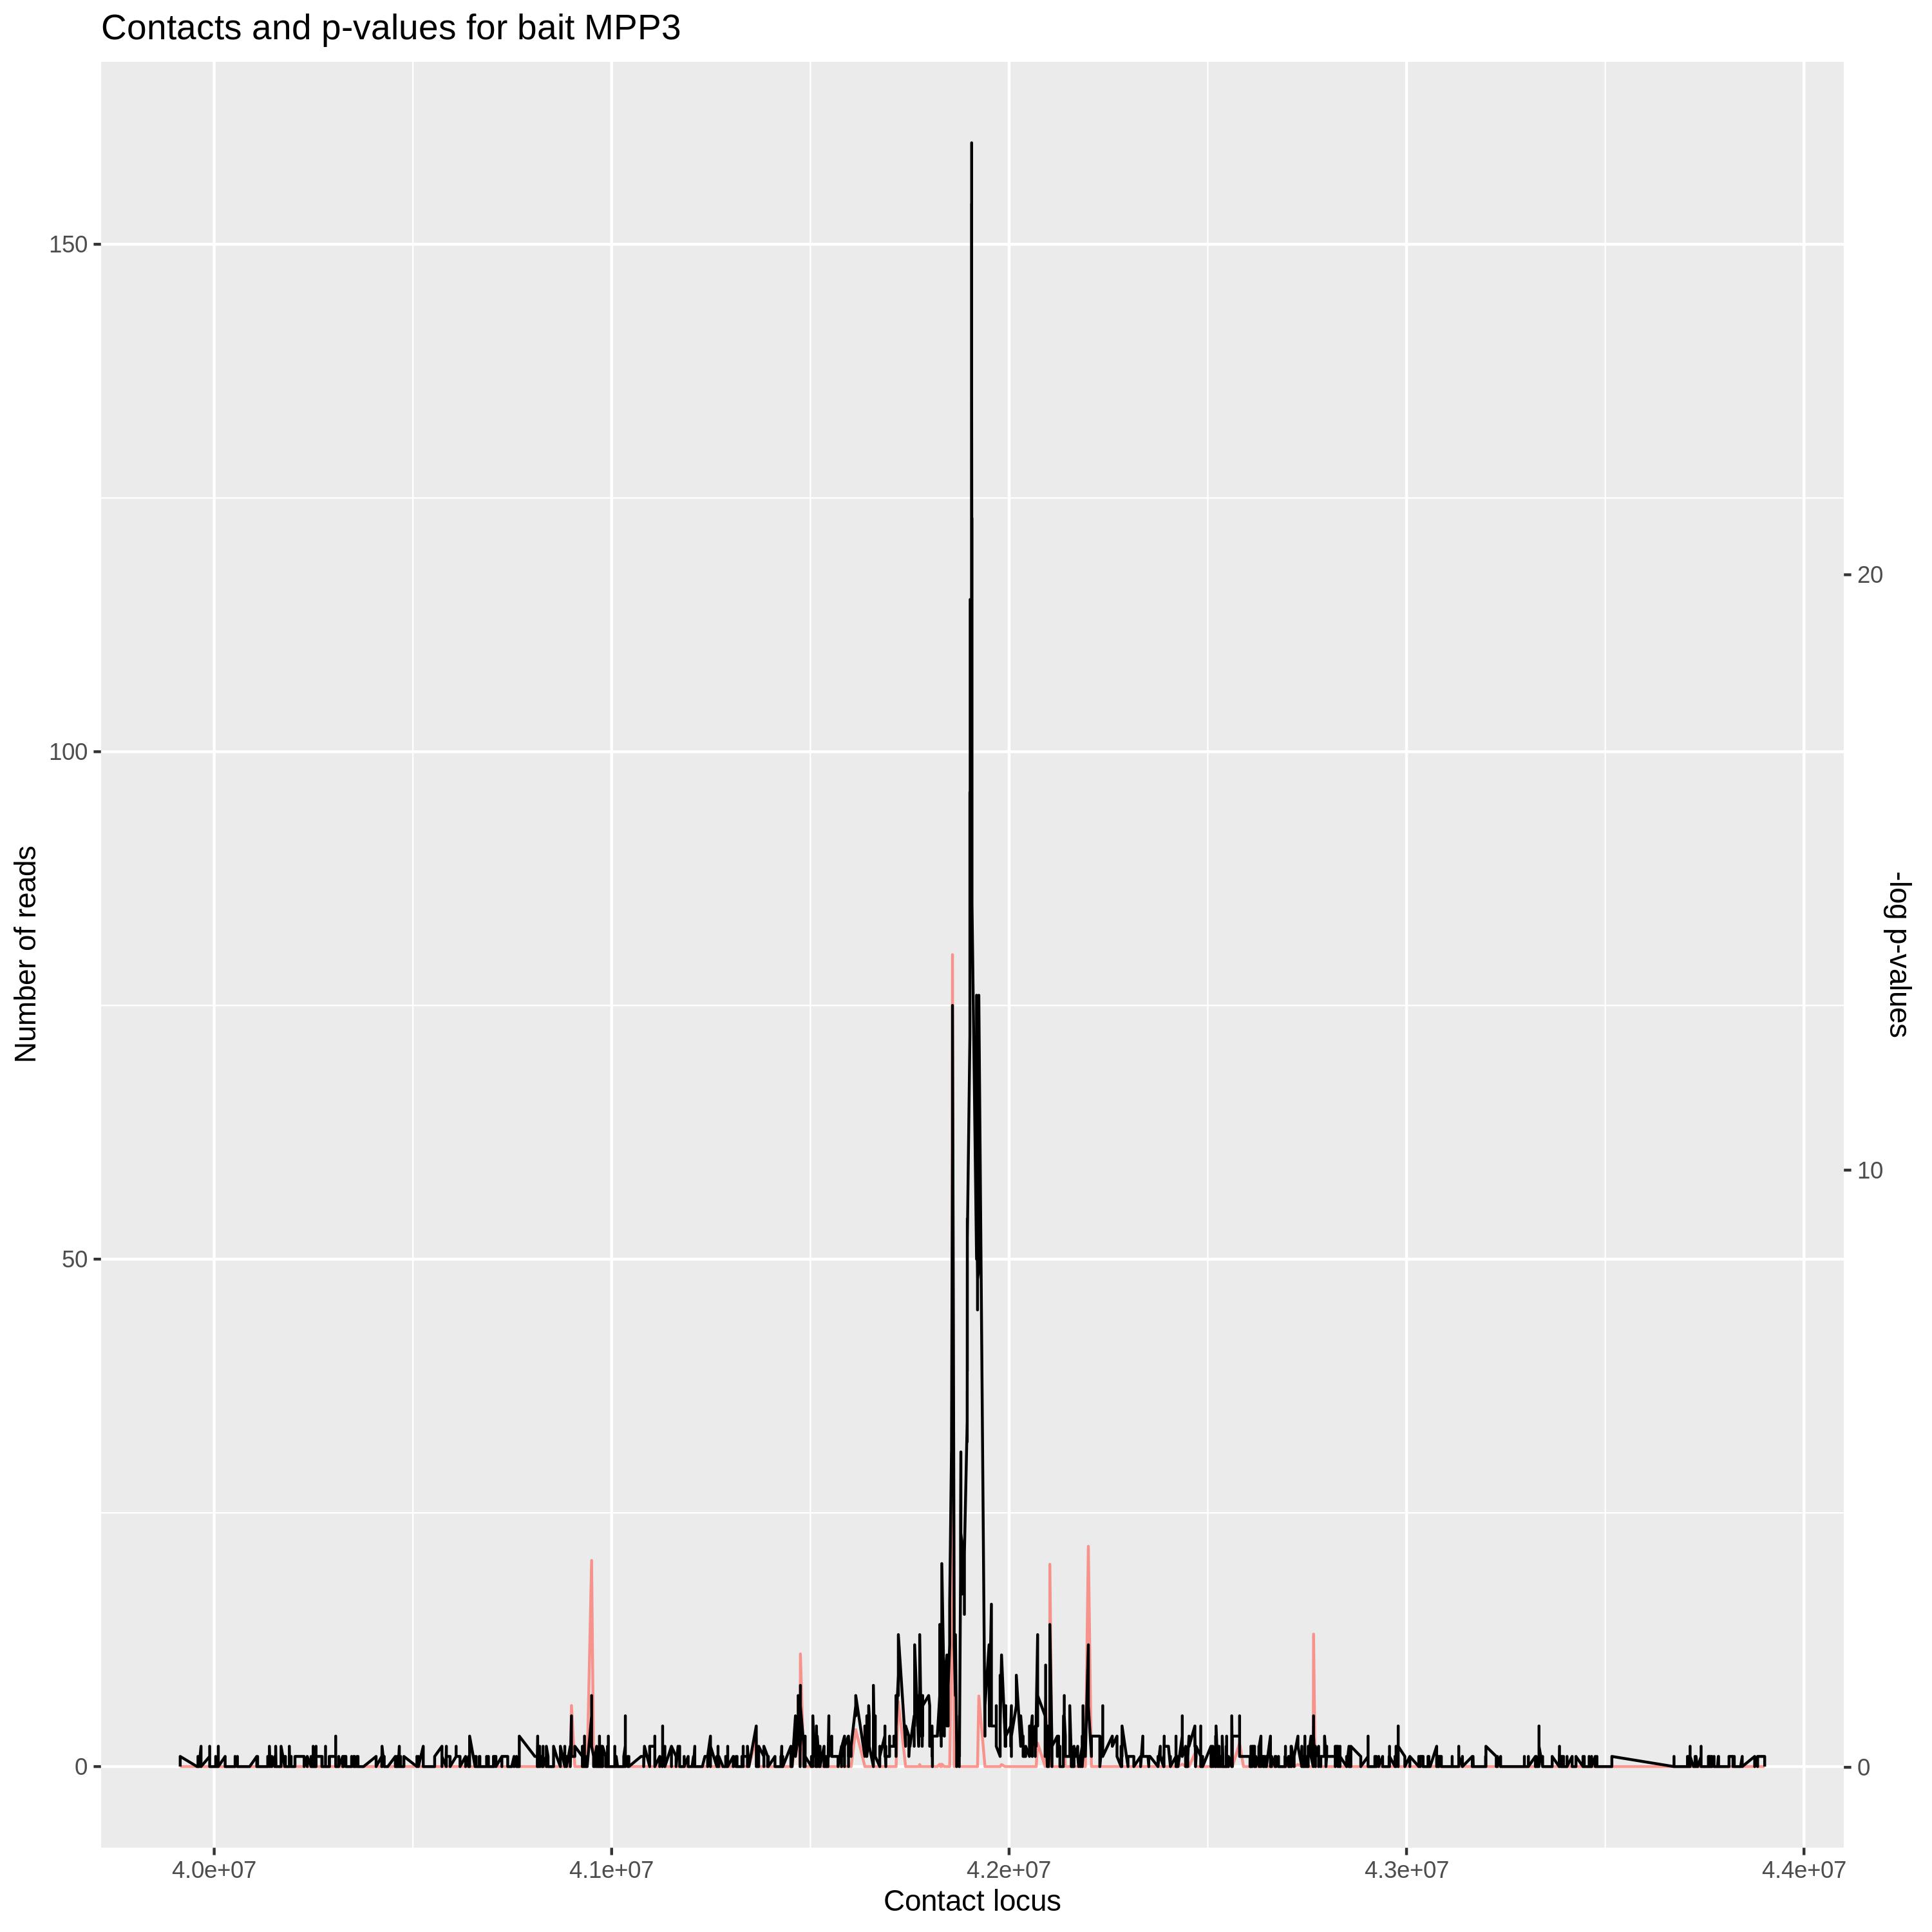 Contacts and p-values for bait MPP3
150
100
50
0
Number of reads
20
10
0
-log p-values
4.0e+07
4.1e+07
4.2e+07
4.3e+07
4.4e+07
Contact locus